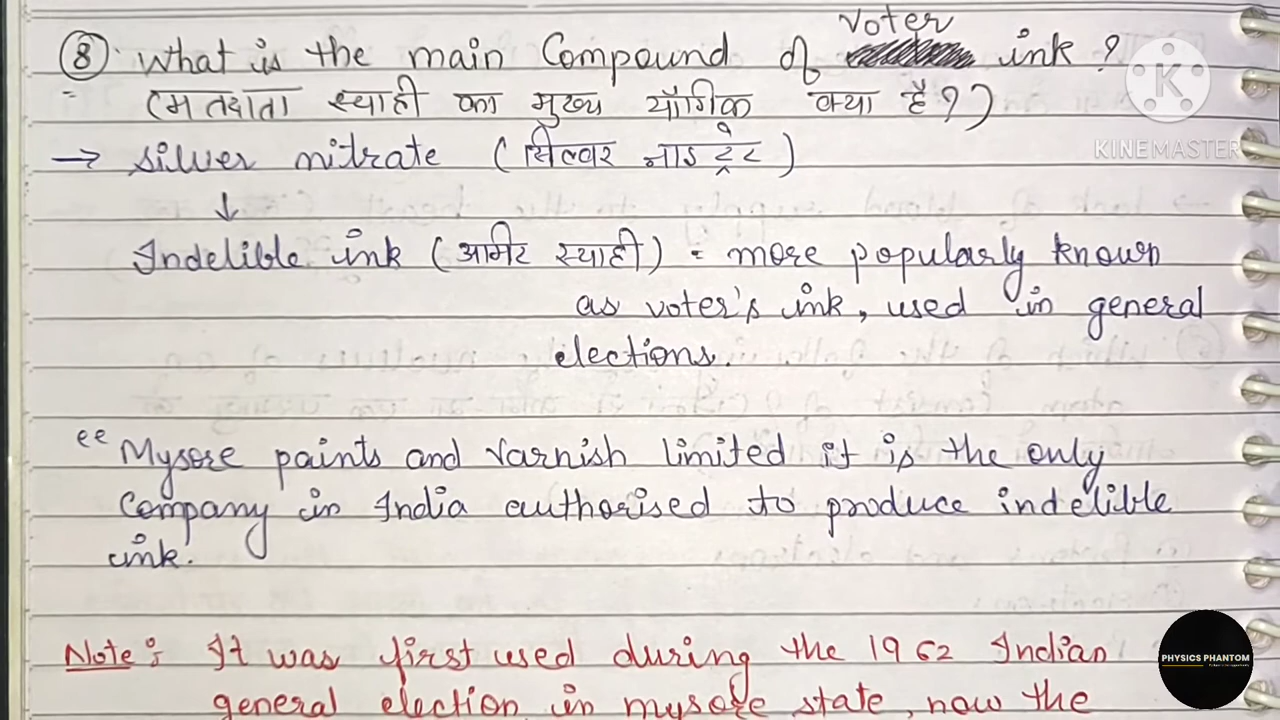 ⑧. What is the main Compound of voter ink?
(मतदाता स्याही का मुख्य यौगिक क्या है?)
→ silver nitrate (सिल्वर नाइट्रेट)
↓
Indelible ink (अमिट स्याही) = more popularly known
as voter's ink, used in general
elections.
"Mysore paints and varnish limited it is the only
Company in India authorised to produce indelible
ink.
Note: It was first used during the 1962 Indian
general election in mysore state, now the
K
KINEMASTER
PHYSICS PHANTOM